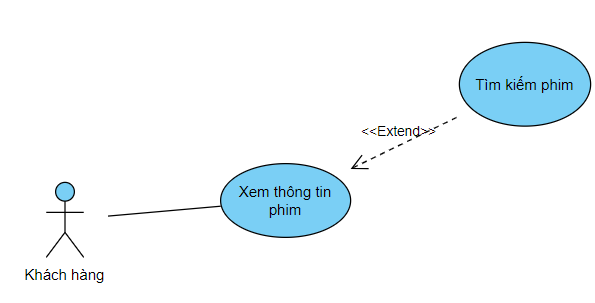 Tìm kiếm phim
<<Extend>>
Xem thông tin
phim
Khách hàng